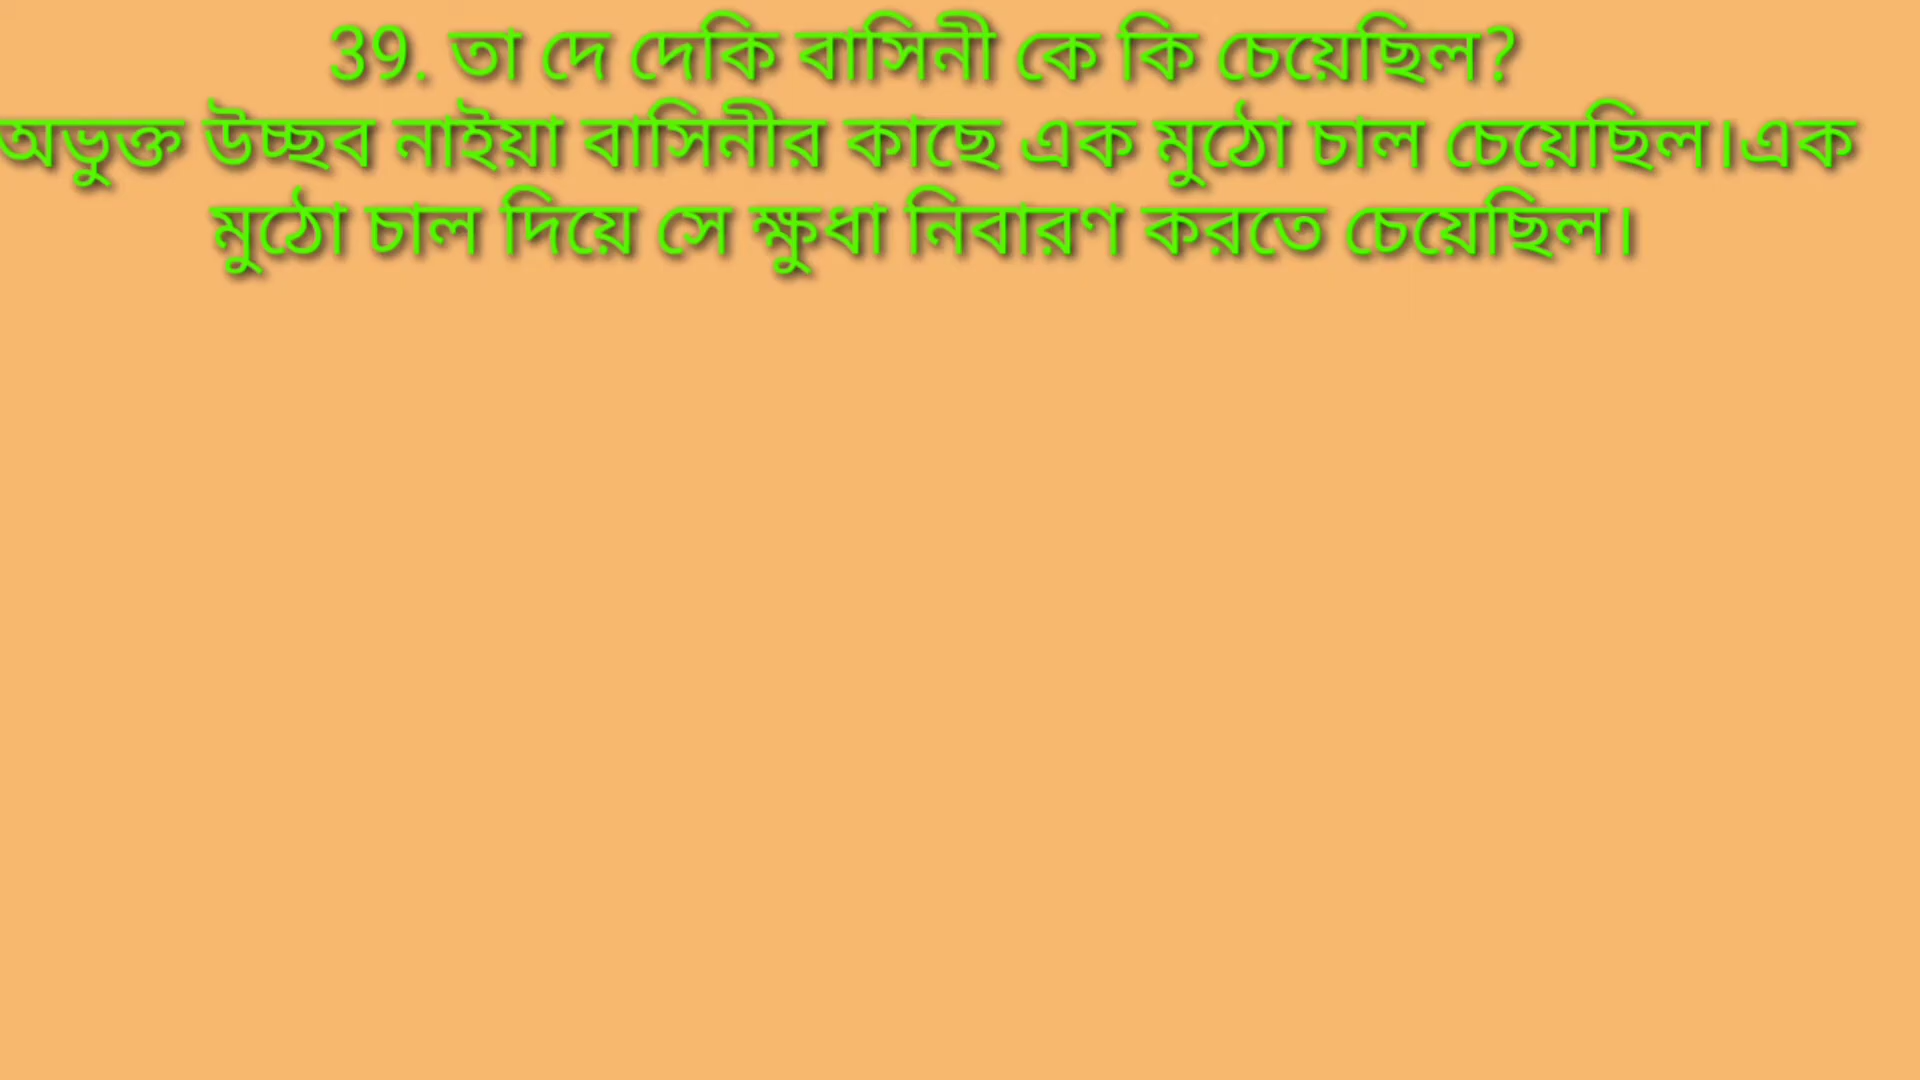 39. তা দে দেকি বাসিনী কে কি চেয়েছিল?
অভুক্ত উচ্ছব নাইয়া বাসিনীর কাছে এক মুঠো চাল চেয়েছিল।এক
মুঠো চাল দিয়ে সে ক্ষুধা নিবারণ করতে চেয়েছিল।